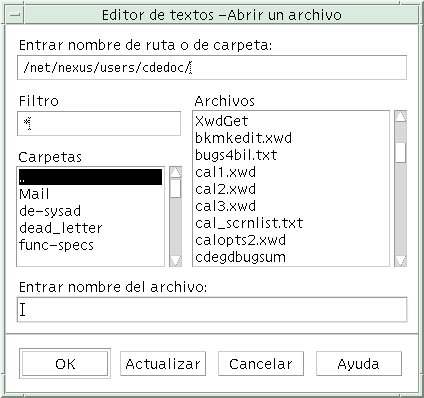 Editor de textos -Abrir un archivo
Entrar nombre de ruta o de carpeta:
/net/nexus/users/cdedoc/
Filtro
*
Carpetas
..
Mail
de-sysad
dead_letter
func-specs
Archivos
XwdGet
bkmkedit.xwd
bugs4bil.txt
cal1.xwd
cal2.xwd
cal3.xwd
cal_scrnlist.txt
calopts2.xwd
cdegdbugsum
Entrar nombre del archivo:
OK
Actualizar
Cancelar
Ayuda